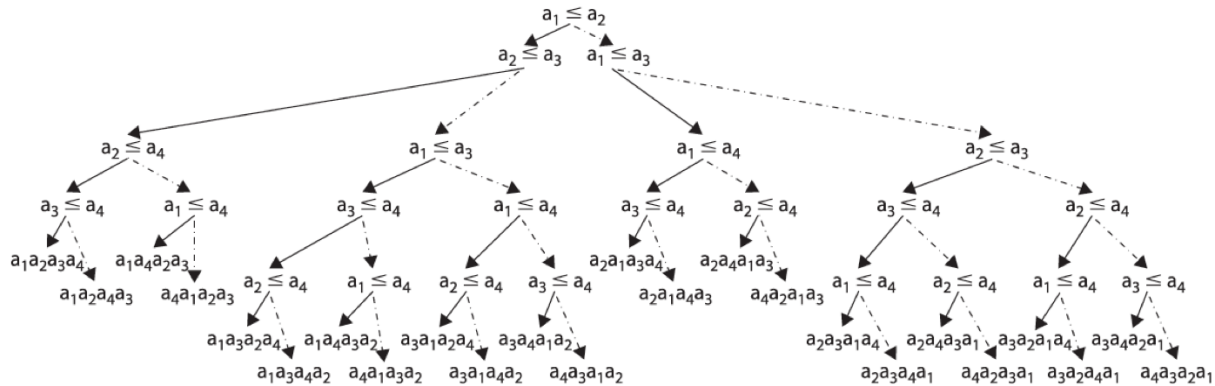 a₁ ≦ a₂
a₂ ≦ a₃ a₁ ≦ a₃
a₂ ≦ a₄ a₁ ≦ a₃ a₁ ≦ a₄ a₂ ≦ a₃
a₃ ≦ a₄ a₁ ≦ a₄ a₃ ≦ a₄ a₁ ≦ a₄ a₃ ≦ a₄ a₂ ≦ a₄ a₃ ≦ a₄ a₂ ≦ a₄
a₁a₂a₃a₄ a₁a₄a₂a₃ a₂a₁a₃a₄ a₂a₄a₁a₃
a₁a₂a₄a₃ a₄a₁a₂a₃ a₂ ≦ a₄ a₁ ≦ a₄ a₂ ≦ a₄ a₃ ≦ a₄ a₂a₁a₄a₃ a₄a₂a₁a₃ a₁ ≦ a₄ a₂ ≦ a₄ a₁ ≦ a₄ a₃ ≦ a₄
a₁a₃a₂a₄ a₁a₄a₃a₂ a₃a₁a₂a₄ a₃a₄a₁a₂ a₂a₃a₁a₄ a₂a₄a₃a₁ a₃a₂a₁a₄ a₃a₄a₂a₁
a₁a₃a₄a₂ a₄a₁a₃a₂ a₃a₁a₄a₂ a₄a₃a₁a₂ a₂a₃a₄a₁ a₄a₂a₃a₁ a₃a₂a₄a₁ a₄a₃a₂a₁